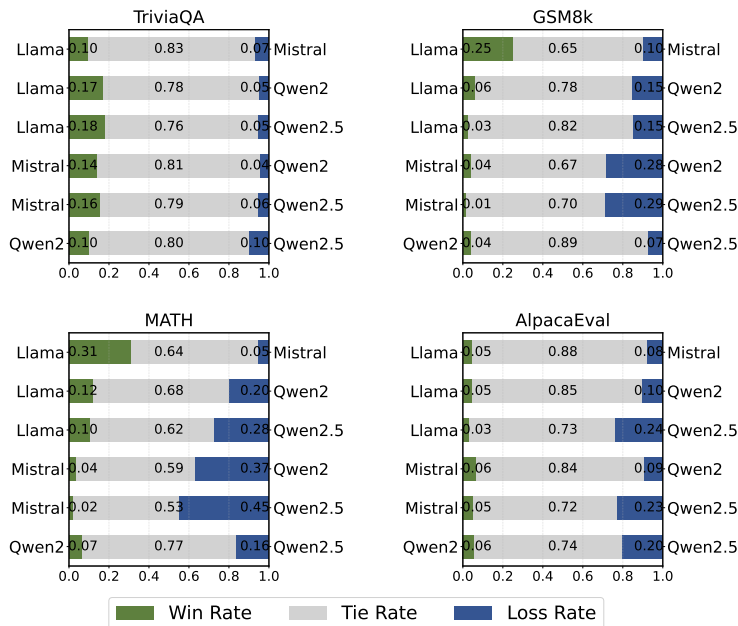 TriviaQA
Llama 0.10 0.83 0.07 Mistral
Llama 0.17 0.78 0.05 Qwen2
Llama 0.18 0.76 0.05 Qwen2.5
Mistral 0.14 0.81 0.04 Qwen2
Mistral 0.16 0.79 0.06 Qwen2.5
Qwen2 0.10 0.80 0.10 Qwen2.5
0.0 0.2 0.4 0.6 0.8 1.0
GSM8k
Llama 0.25 0.65 0.10 Mistral
Llama 0.06 0.78 0.15 Qwen2
Llama 0.03 0.82 0.15 Qwen2.5
Mistral 0.04 0.67 0.28 Qwen2
Mistral 0.01 0.70 0.29 Qwen2.5
Qwen2 0.04 0.89 0.07 Qwen2.5
0.0 0.2 0.4 0.6 0.8 1.0
MATH
Llama 0.31 0.64 0.05 Mistral
Llama 0.12 0.68 0.20 Qwen2
Llama 0.10 0.62 0.28 Qwen2.5
Mistral 0.04 0.59 0.37 Qwen2
Mistral 0.02 0.53 0.45 Qwen2.5
Qwen2 0.07 0.77 0.16 Qwen2.5
0.0 0.2 0.4 0.6 0.8 1.0
AlpacaEval
Llama 0.05 0.88 0.08 Mistral
Llama 0.05 0.85 0.10 Qwen2
Llama 0.03 0.73 0.24 Qwen2.5
Mistral 0.06 0.84 0.09 Qwen2
Mistral 0.05 0.72 0.23 Qwen2.5
Qwen2 0.06 0.74 0.20 Qwen2.5
0.0 0.2 0.4 0.6 0.8 1.0
Win Rate Tie Rate Loss Rate